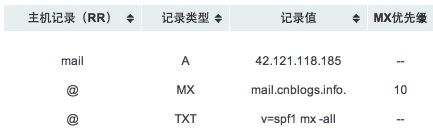 主机记录（RR） 记录类型 记录值 MX优先级
mail A 42.121.118.185 --
@ MX mail.cnblogs.info. 10
@ TXT v=spf1 mx -all --